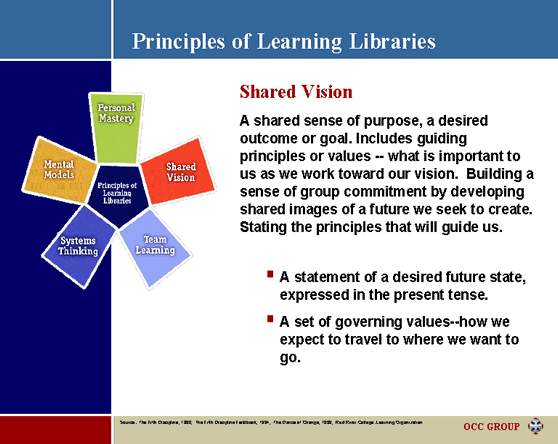 Principles of Learning Libraries
Personal
Mastery
Mental
Models
Shared
Vision
Principles of
Learning
Libraries
Systems
Thinking
Team
Learning
Shared Vision
A shared sense of purpose, a desired
outcome or goal. Includes guiding
principles or values -- what is important to
us as we work toward our vision. Building a
sense of group commitment by developing
shared images of a future we seek to create.
Stating the principles that will guide us.
A statement of a desired future state,
expressed in the present tense.
A set of governing values--how we
expect to travel to where we want to
go.
Source: The Fifth Discipline, 1990; The Fifth Discipline Fieldbook, 1994; The Dance of Change, 1999; Red River College. Learning Organization
OCC GROUP